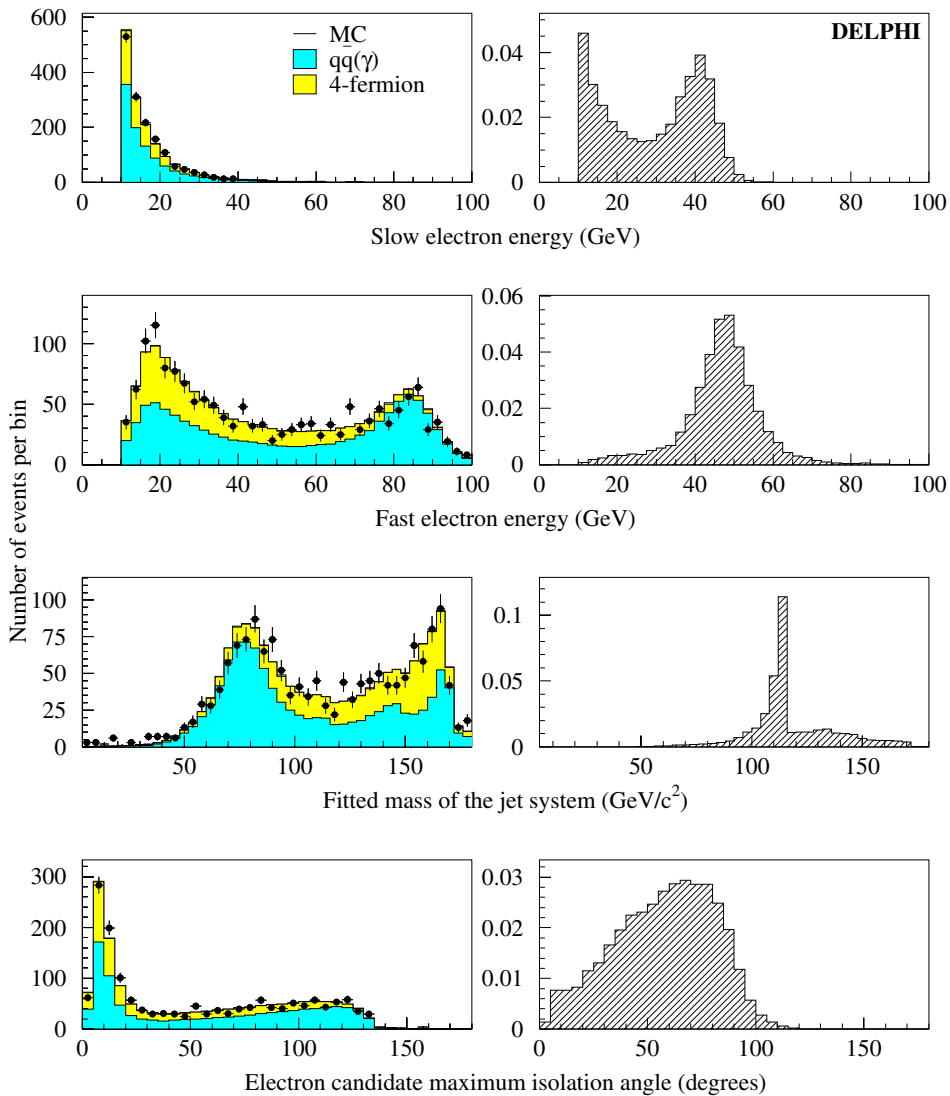 600
400
200
0
0 20 40 60 80 100
MC
qq̄(γ)
4-fermion
DELPHI
0.04
0.02
0
0 20 40 60 80 100
Slow electron energy (GeV)
Number of events per bin
100
50
0
0 20 40 60 80 100
0.06
0.04
0.02
0
0 20 40 60 80 100
Fast electron energy (GeV)
100
75
50
25
0
50 100 150
0.1
0.05
0
50 100 150
Fitted mass of the jet system (GeV/c²)
300
200
100
0
0 50 100 150
0.03
0.02
0.01
0
0 50 100 150
Electron candidate maximum isolation angle (degrees)